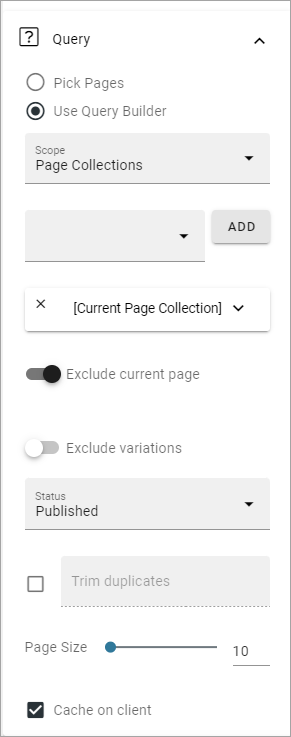 Query
Pick Pages
Use Query Builder
Scope
Page Collections
ADD
[Current Page Collection]
Exclude current page
Exclude variations
Status
Published
Trim duplicates
Page Size 10
Cache on client